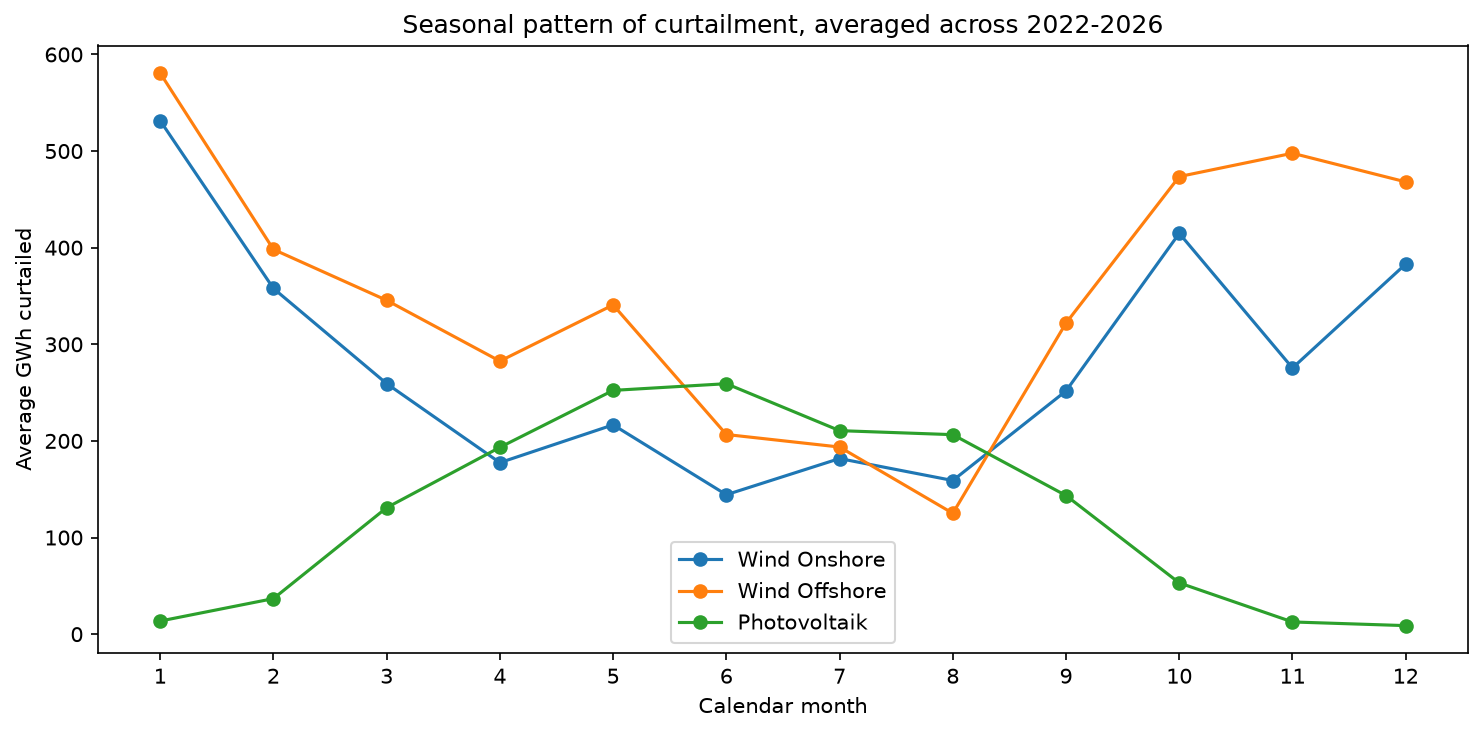 Seasonal pattern of curtailment, averaged across 2022-2026
600
500
400
300
200
100
0
Average GWh curtailed
Wind Onshore
Wind Offshore
Photovoltaik
1 2 3 4 5 6 7 8 9 10 11 12
Calendar month